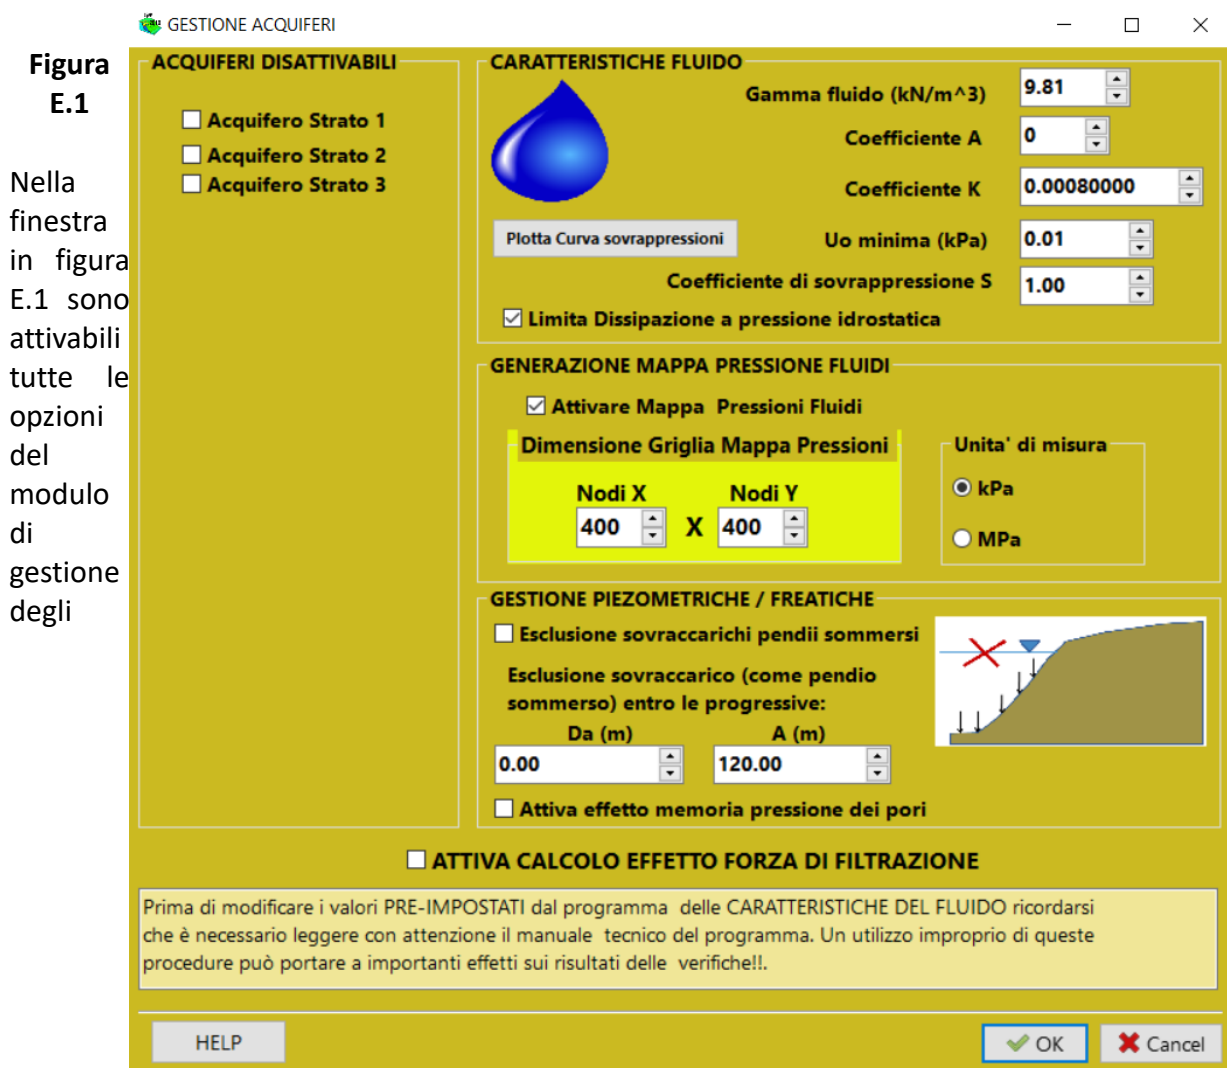 GESTIONE ACQUIFERI
Figura
E.1
Nella
finestra
in figura
E.1 sono
attivabili
tutte le
opzioni
del
modulo
di
gestione
degli
ACQUIFERI DISATTIVABILI
Acquifero Strato 1
Acquifero Strato 2
Acquifero Strato 3
CARATTERISTICHE FLUIDO
Gamma fluido (kN/m^3) 9.81
Coefficiente A 0
Coefficiente K 0.00080000
Plotta Curva sovrappressioni Uo minima (kPa) 0.01
Coefficiente di sovrappressione S 1.00
Limita Dissipazione a pressione idrostatica
GENERAZIONE MAPPA PRESSIONE FLUIDI
Attivare Mappa Pressioni Fluidi
Dimensione Griglia Mappa Pressioni
Nodi X Nodi Y
400 X 400
Unita' di misura
kPa
MPa
GESTIONE PIEZOMETRICHE / FREATICHE
Esclusione sovraccarichi pendii sommersi
Esclusione sovraccarico (come pendio
sommerso) entro le progressive:
Da (m) A (m)
0.00 120.00
Attiva effetto memoria pressione dei pori
ATTIVA CALCOLO EFFETTO FORZA DI FILTRAZIONE
Prima di modificare i valori PRE-IMPOSTATI dal programma delle CARATTERISTICHE DEL FLUIDO ricordarsi
che è necessario leggere con attenzione il manuale tecnico del programma. Un utilizzo improprio di queste
procedure può portare a importanti effetti sui risultati delle verifiche!!.
HELP OK Cancel